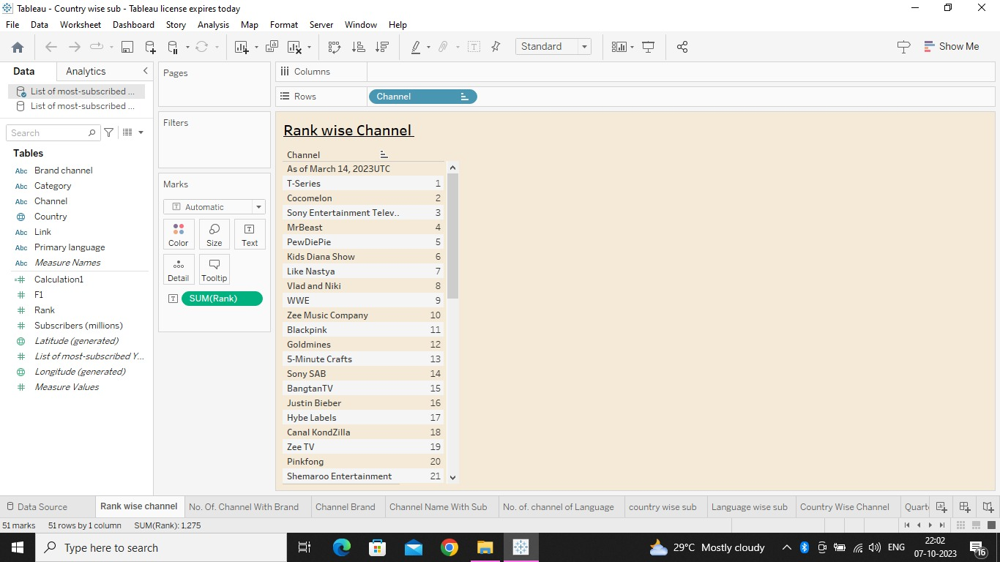 Tableau - Country wise sub - Tableau license expires today
File Data Worksheet Dashboard Story Analysis Map Format Server Window Help
Standard
Show Me
Data Analytics
List of most-subscribed ...
List of most-subscribed ...
Search
Tables
Abc Brand channel
Abc Category
Abc Channel
Country
Abc Link
Abc Primary language
Abc Measure Names
=# Calculation1
# F1
# Rank
# Subscribers (millions)
Latitude (generated)
# List of most-subscribed Y...
Longitude (generated)
# Measure Values
Pages
Filters
Marks
T Automatic
Color Size Text
Detail Tooltip
T SUM(Rank)
Columns
Rows Channel
Rank wise Channel
Channel
As of March 14, 2023UTC
T-Series 1
Cocomelon 2
Sony Entertainment Telev.. 3
MrBeast 4
PewDiePie 5
Kids Diana Show 6
Like Nastya 7
Vlad and Niki 8
WWE 9
Zee Music Company 10
Blackpink 11
Goldmines 12
5-Minute Crafts 13
Sony SAB 14
BangtanTV 15
Justin Bieber 16
Hybe Labels 17
Canal KondZilla 18
Zee TV 19
Pinkfong 20
Shemaroo Entertainment 21
Data Source Rank wise channel No. Of. Channel With Brand Channel Brand Channel Name With Sub No. of. channel of Language country wise sub Language wise sub Country Wise Channel Quart
51 marks 51 rows by 1 column SUM(Rank): 1,275
Type here to search
29°C Mostly cloudy
ENG
22:02
07-10-2023
16